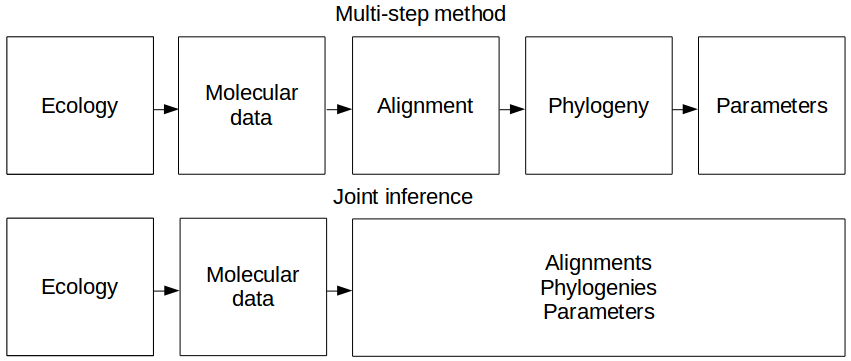 Multi-step method
Ecology
Molecular
data
Alignment
Phylogeny
Parameters
Joint inference
Ecology
Molecular
data
Alignments
Phylogenies
Parameters